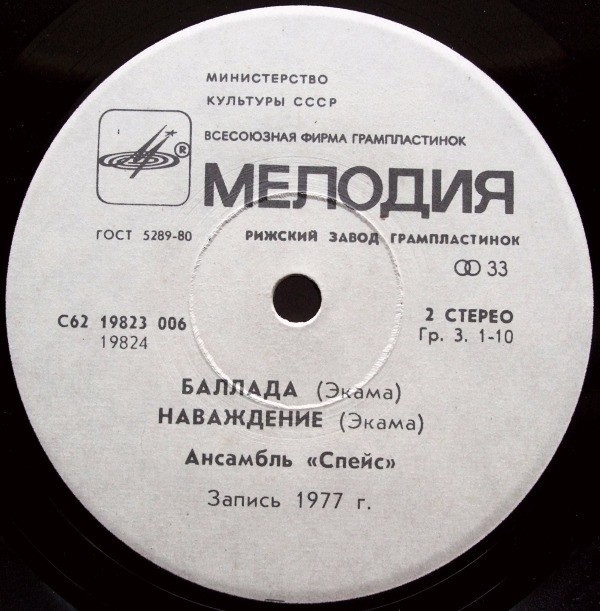 МИНИСТЕРСТВО
КУЛЬТУРЫ СССР
ВСЕСОЮЗНАЯ ФИРМА ГРАМПЛАСТИНОК
®
МЕЛОДИЯ
ГОСТ 5289-80 РИЖСКИЙ ЗАВОД ГРАМПЛАСТИНОК
33
С62 19823 006 2 СТЕРЕО
19824 Гр. 3. 1-10
БАЛЛАДА (Экама)
НАВАЖДЕНИЕ (Экама)
Ансамбль «Спейс»
Запись 1977 г.